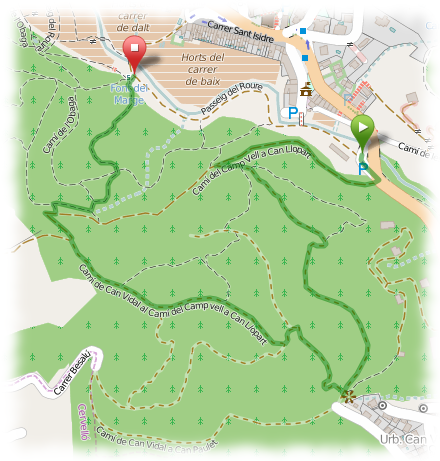 carrer
de dalt
Carrer Sant Isidre
Horts del
carrer
de baix
Passeig del Roure
Font del
Marge
P
Camí de l'Obaga
Camí del Camp Vell a Can Llopart
P
Camí de Can Vidal al Camí del Camp vell a Can Llopart
Carrer Besalú
Cervelló
Camí de Can Vidal a Can Paulet
Urb. Can